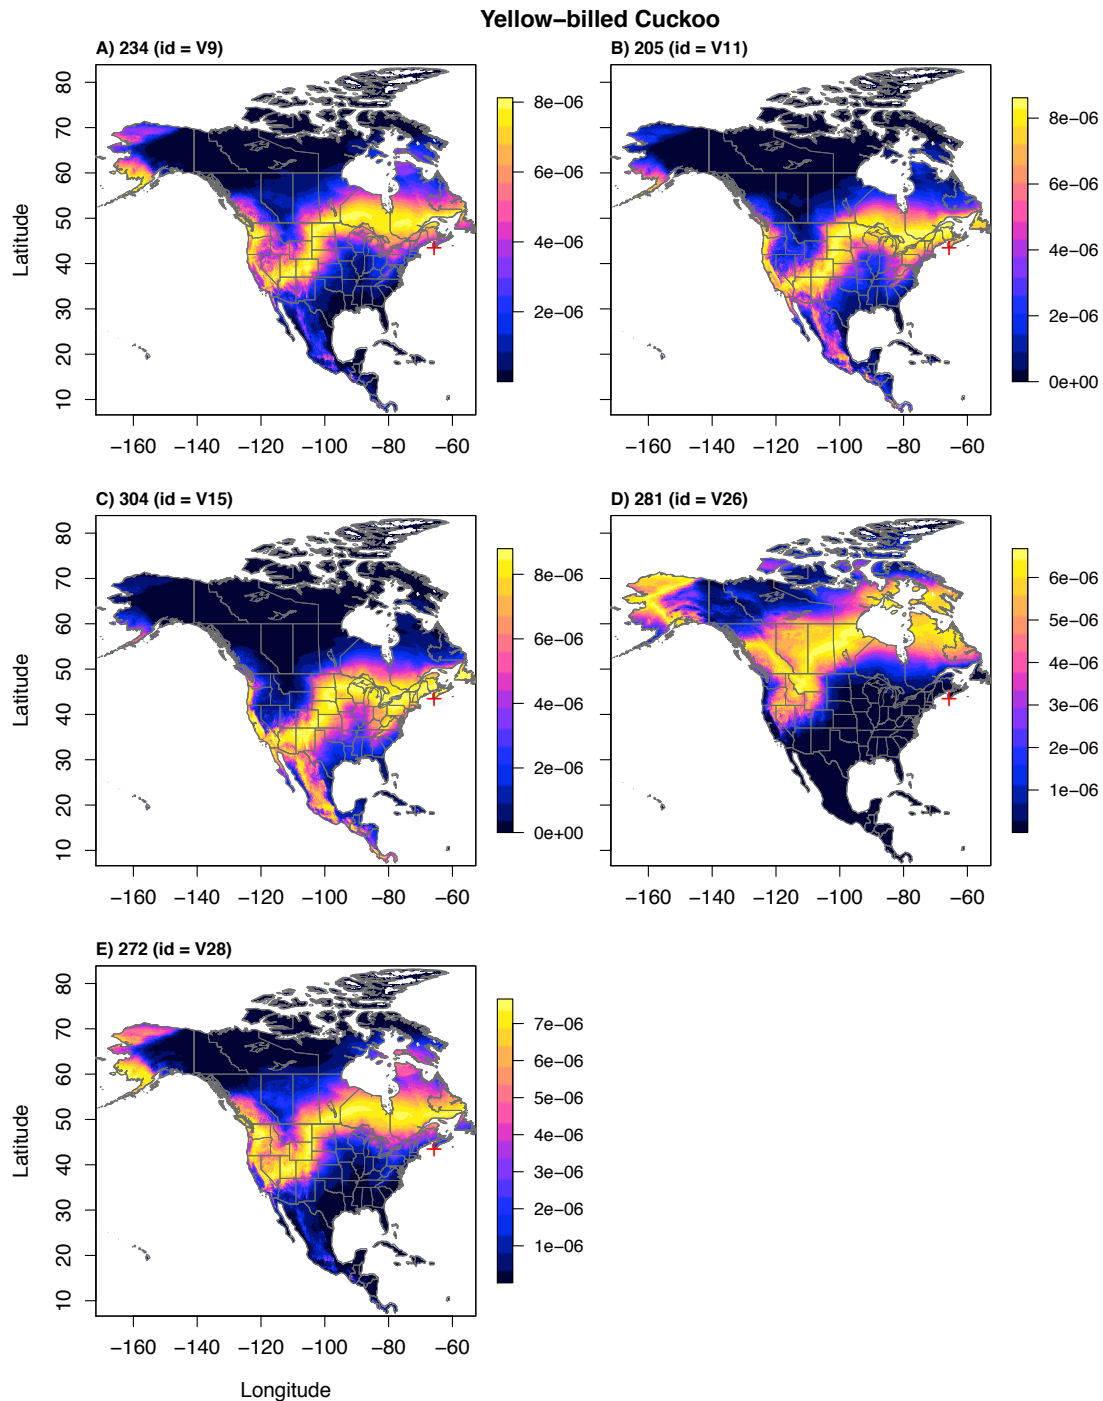 Yellow−billed Cuckoo
A) 234 (id = V9)
B) 205 (id = V11)
Latitude
80
70
60
50
40
30
20
10
−160 −140 −120 −100 −80 −60
8e−06
6e−06
4e−06
2e−06
−160 −140 −120 −100 −80 −60
8e−06
6e−06
4e−06
2e−06
0e+00
C) 304 (id = V15)
D) 281 (id = V26)
Latitude
80
70
60
50
40
30
20
10
−160 −140 −120 −100 −80 −60
8e−06
6e−06
4e−06
2e−06
0e+00
−160 −140 −120 −100 −80 −60
6e−06
5e−06
4e−06
3e−06
2e−06
1e−06
E) 272 (id = V28)
Latitude
80
70
60
50
40
30
20
10
−160 −140 −120 −100 −80 −60
7e−06
6e−06
5e−06
4e−06
3e−06
2e−06
1e−06
Longitude